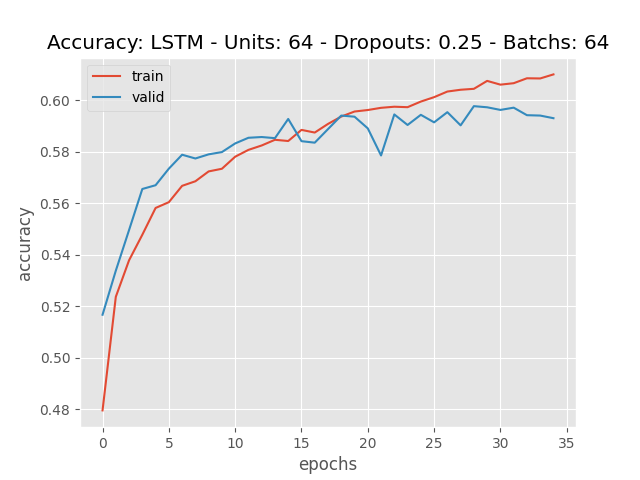 Accuracy: LSTM - Units: 64 - Dropouts: 0.25 - Batchs: 64
train
valid
0.60
0.58
0.56
0.54
0.52
0.50
0.48
accuracy
0 5 10 15 20 25 30 35
epochs